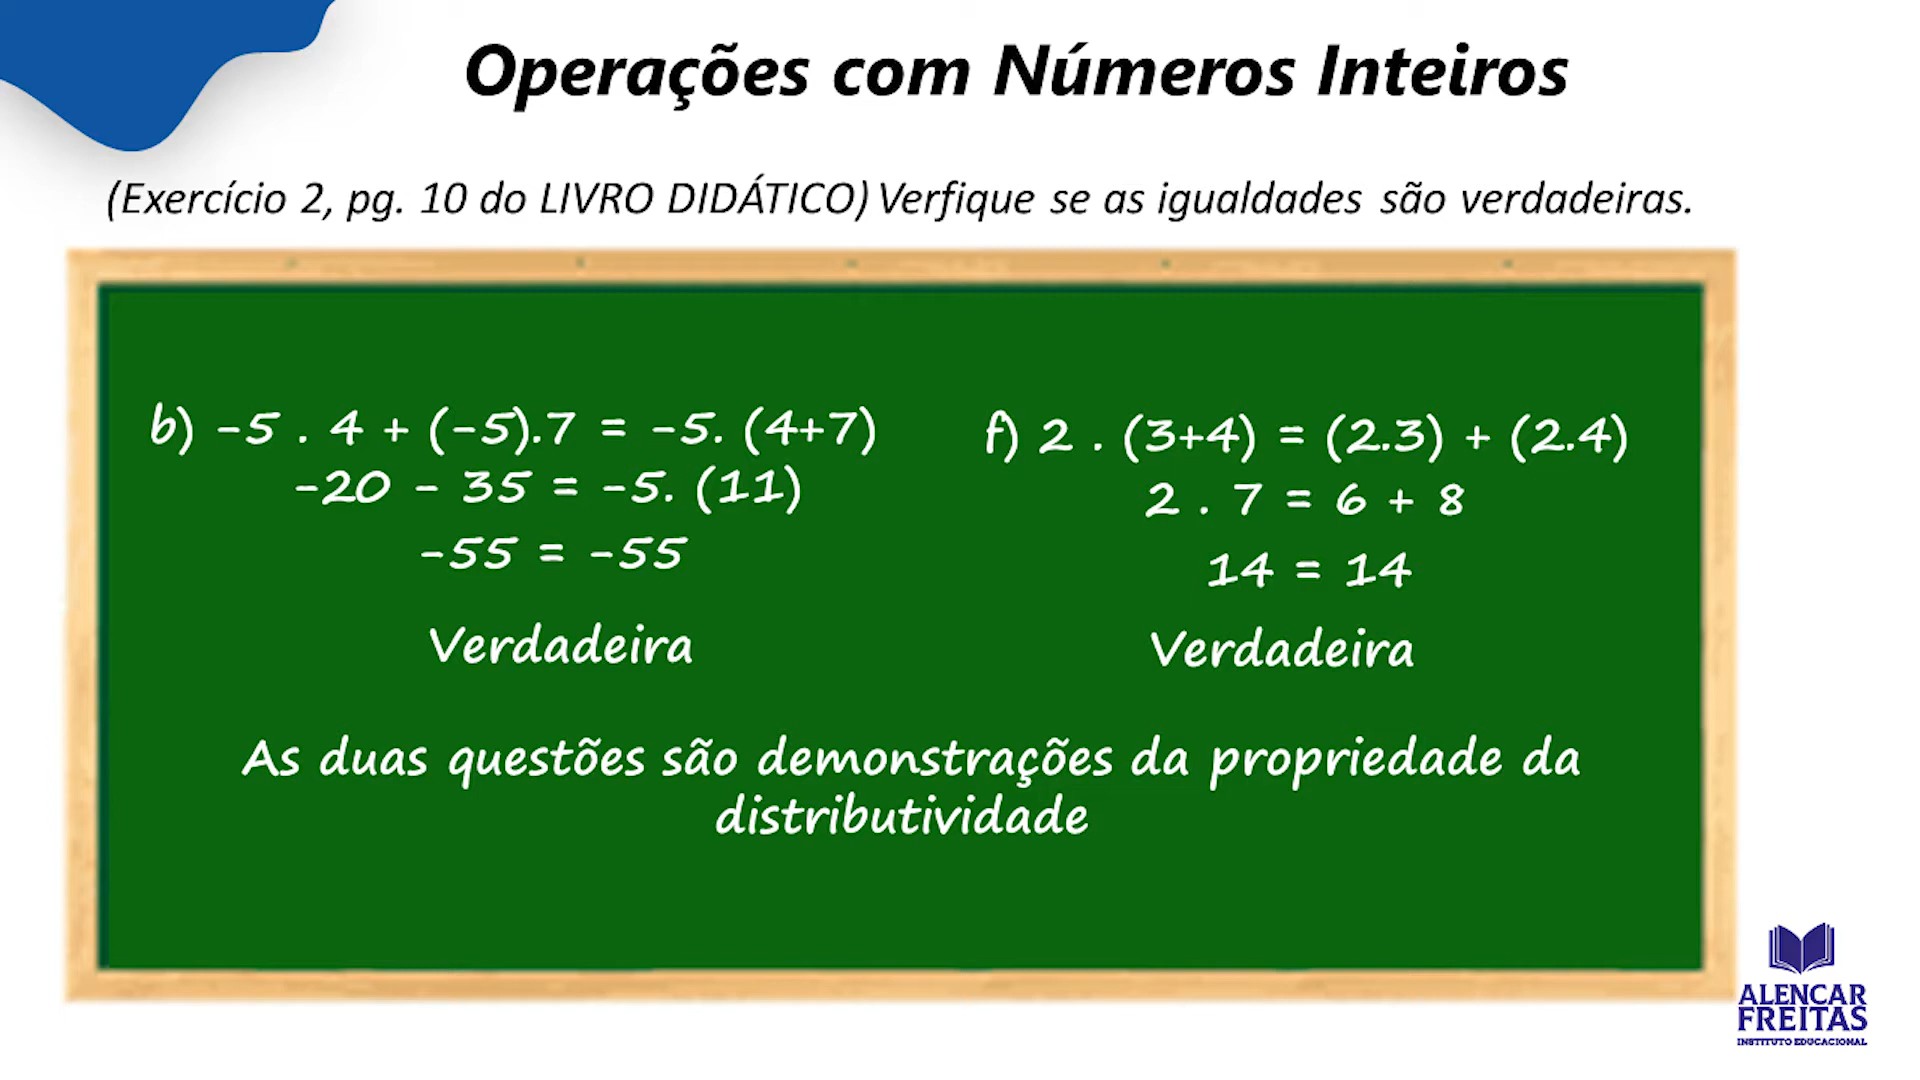 Operações com Números Inteiros
(Exercício 2, pg. 10 do LIVRO DIDÁTICO) Verfique se as igualdades são verdadeiras.
b) -5 . 4 + (-5).7 = -5. (4+7)
-20 - 35 = -5. (11)
-55 = -55
Verdadeira
f) 2 . (3+4) = (2.3) + (2.4)
2 . 7 = 6 + 8
14 = 14
Verdadeira
As duas questões são demonstrações da propriedade da
distributividade
ALENCAR
FREITAS
INSTITUTO EDUCACIONAL